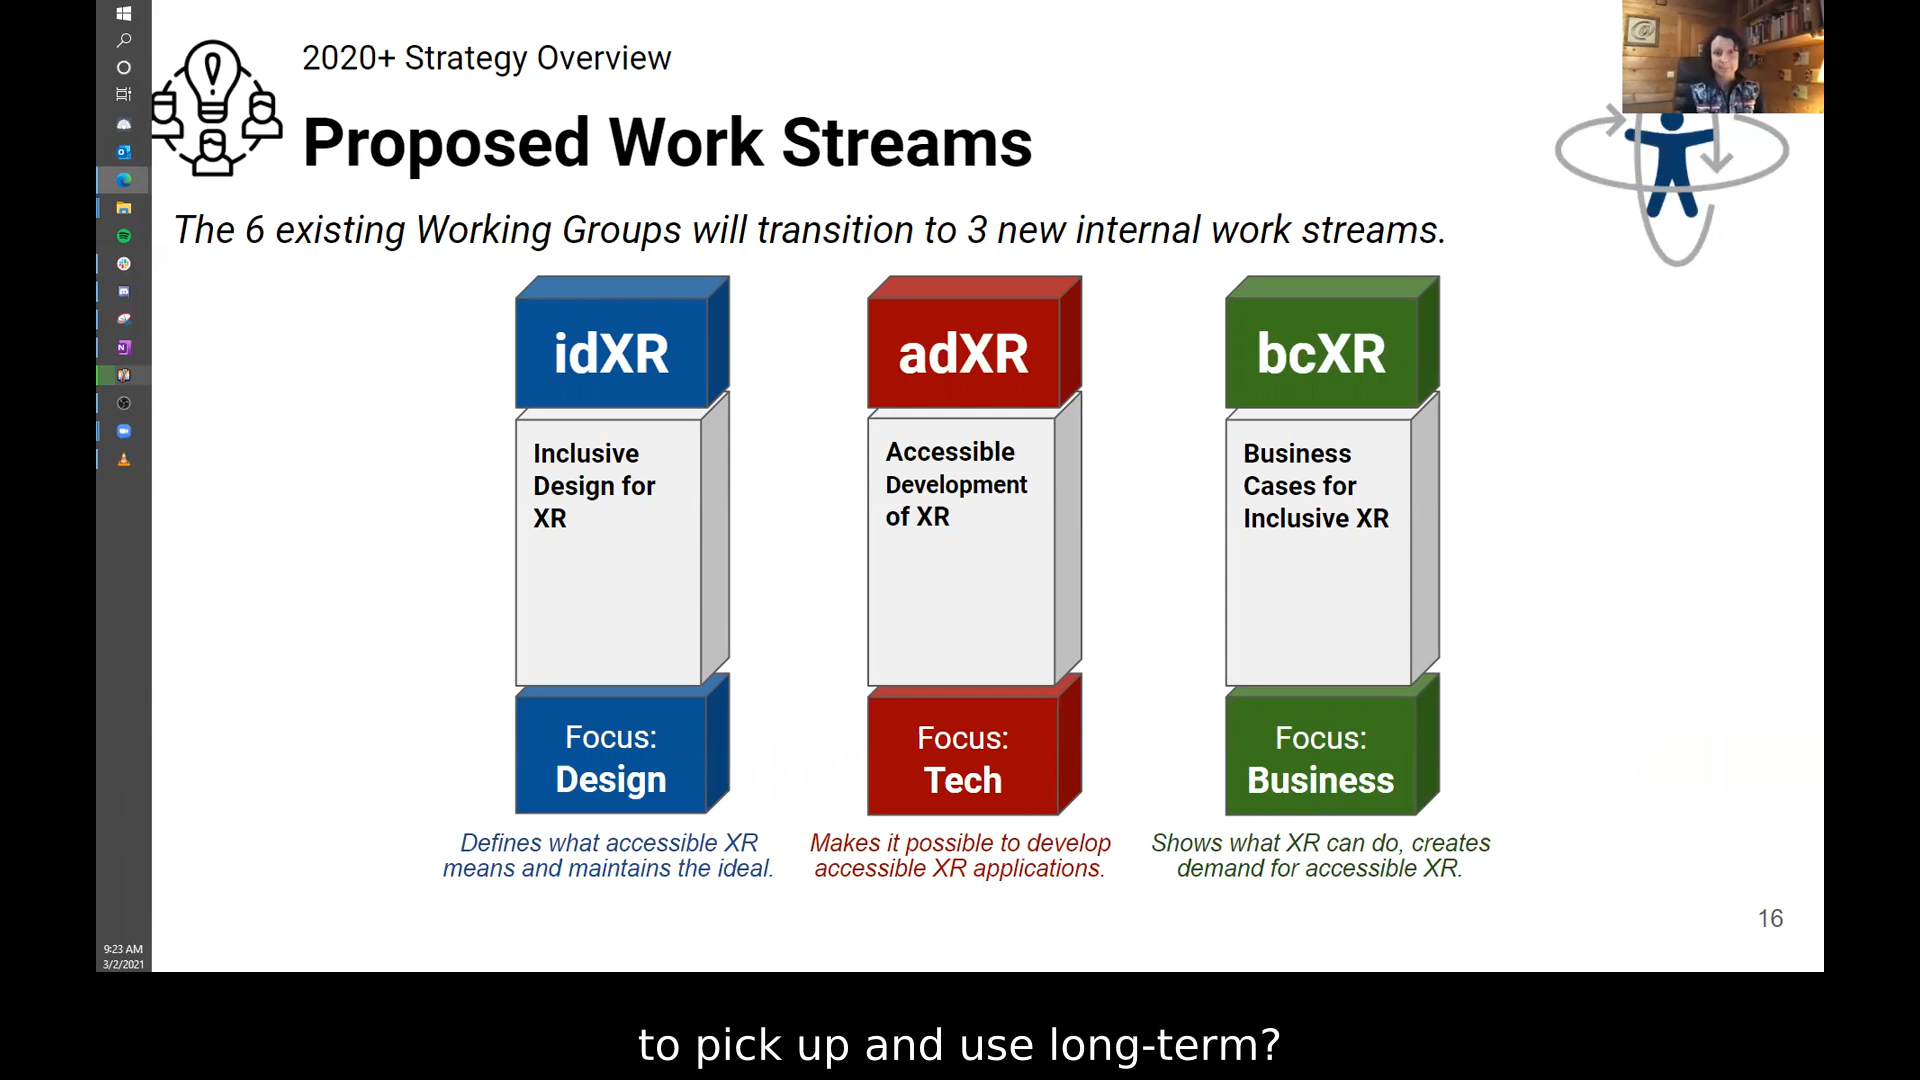 2020+ Strategy Overview
Proposed Work Streams
The 6 existing Working Groups will transition to 3 new internal work streams.
idXR
Inclusive
Design for
XR
Focus:
Design
Defines what accessible XR
means and maintains the ideal.
adXR
Accessible
Development
of XR
Focus:
Tech
Makes it possible to develop
accessible XR applications.
bcXR
Business
Cases for
Inclusive XR
Focus:
Business
Shows what XR can do, creates
demand for accessible XR.
16
9:23 AM
3/2/2021
to pick up and use long-term?